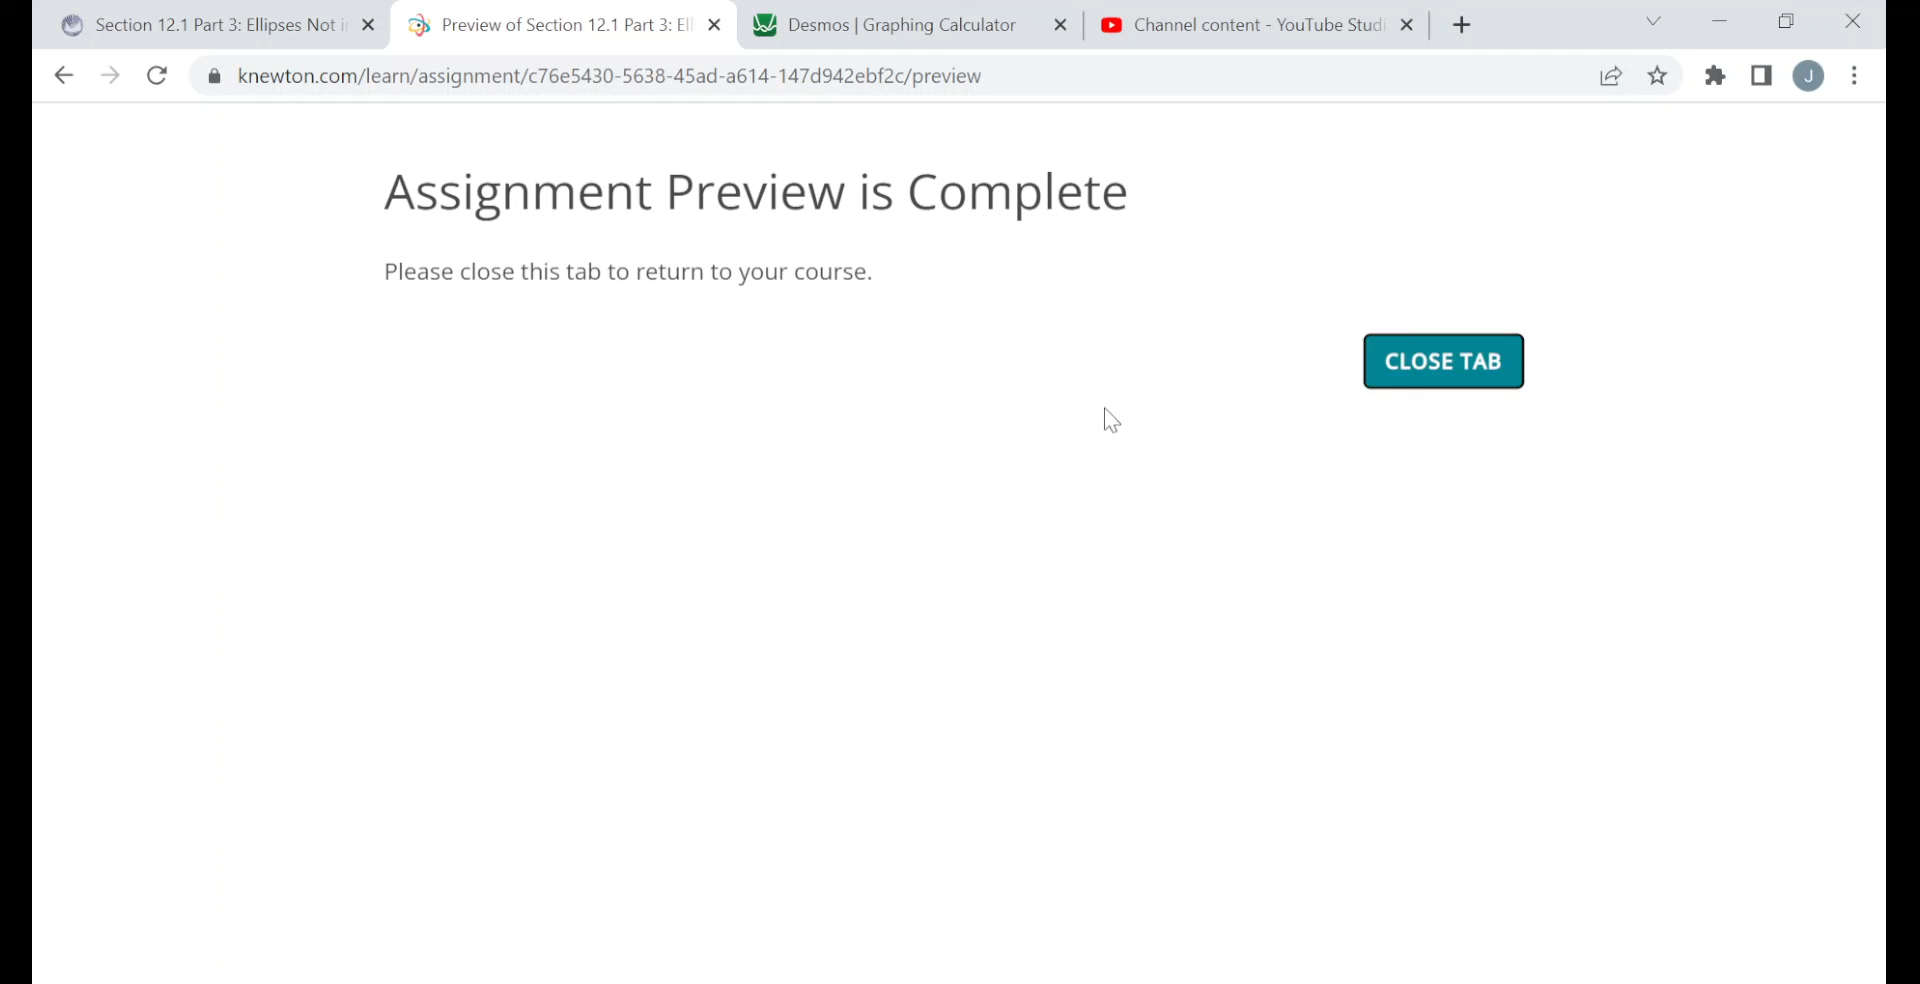 Section 12.1 Part 3: Ellipses Not i
Preview of Section 12.1 Part 3: Ell
Desmos | Graphing Calculator
Channel content - YouTube Studi
knewton.com/learn/assignment/c76e5430-5638-45ad-a614-147d942ebf2c/preview
J
Assignment Preview is Complete
Please close this tab to return to your course.
CLOSE TAB